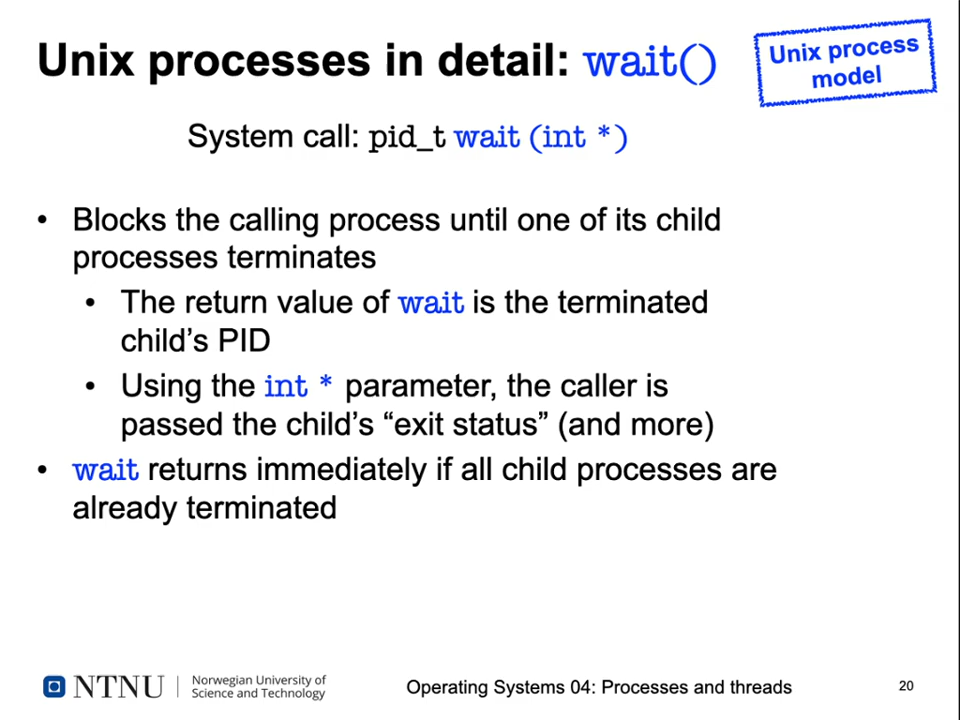 Unix processes in detail: wait()
Unix process
model
System call: pid_t wait (int *)
• Blocks the calling process until one of its child
processes terminates
• The return value of wait is the terminated
child’s PID
• Using the int * parameter, the caller is
passed the child’s “exit status” (and more)
• wait returns immediately if all child processes are
already terminated
NTNU
Norwegian University of
Science and Technology
Operating Systems 04: Processes and threads
20